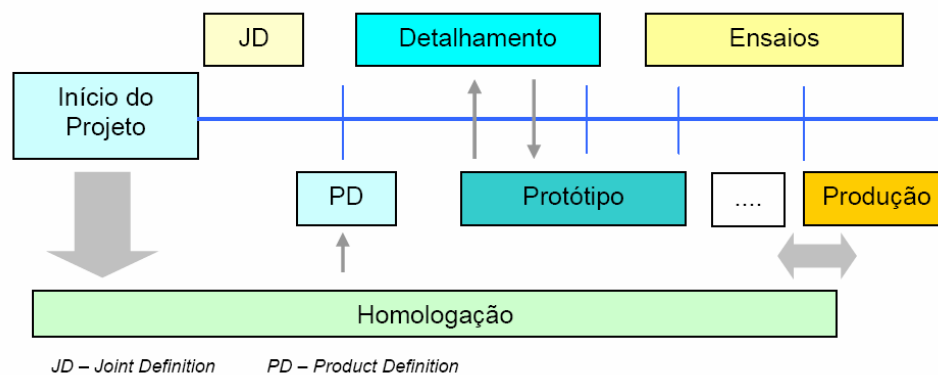 JD
Detalhamento
Ensaios
Início do
Projeto
PD
Protótipo
....
Produção
Homologação
JD – Joint Definition PD – Product Definition